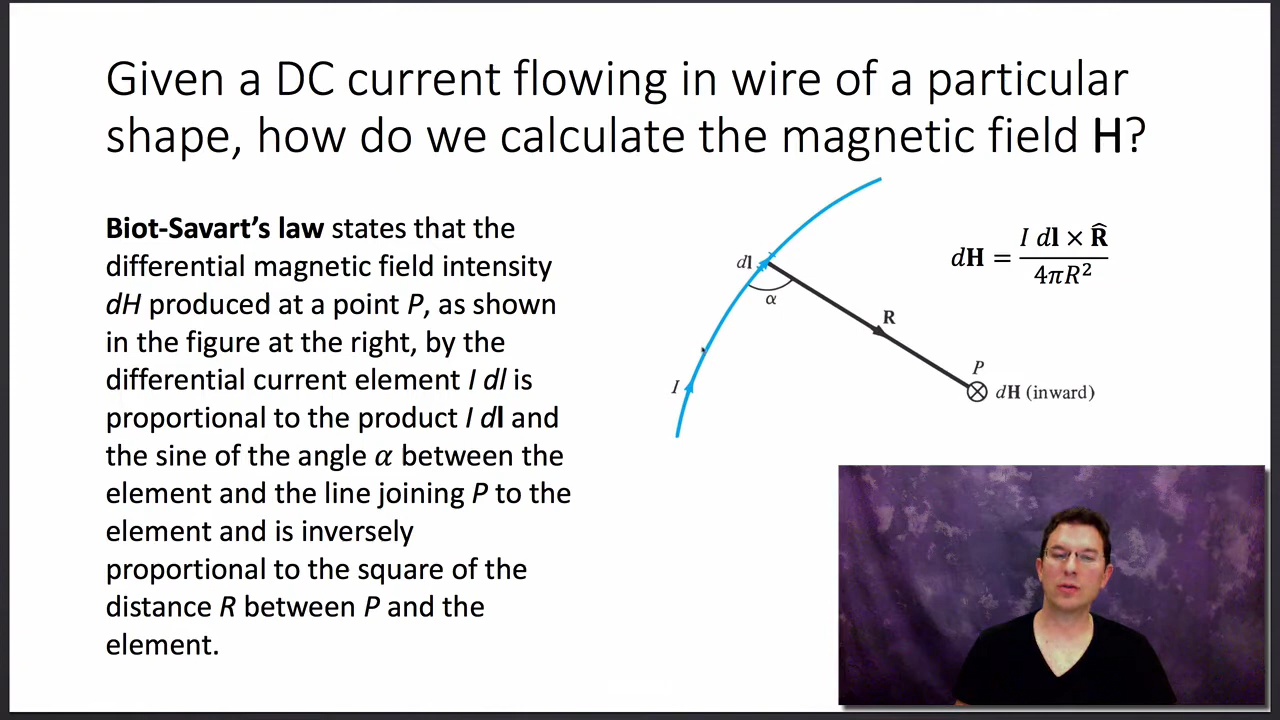 Given a DC current flowing in wire of a particular
shape, how do we calculate the magnetic field H?
Biot-Savart’s law states that the
differential magnetic field intensity
dH produced at a point P, as shown
in the figure at the right, by the
differential current element I dl is
proportional to the product I dl and
the sine of the angle α between the
element and the line joining P to the
element and is inversely
proportional to the square of the
distance R between P and the
element.
dl
α
R
I
P
dH (inward)
dH = I dl × R̂ / 4πR²